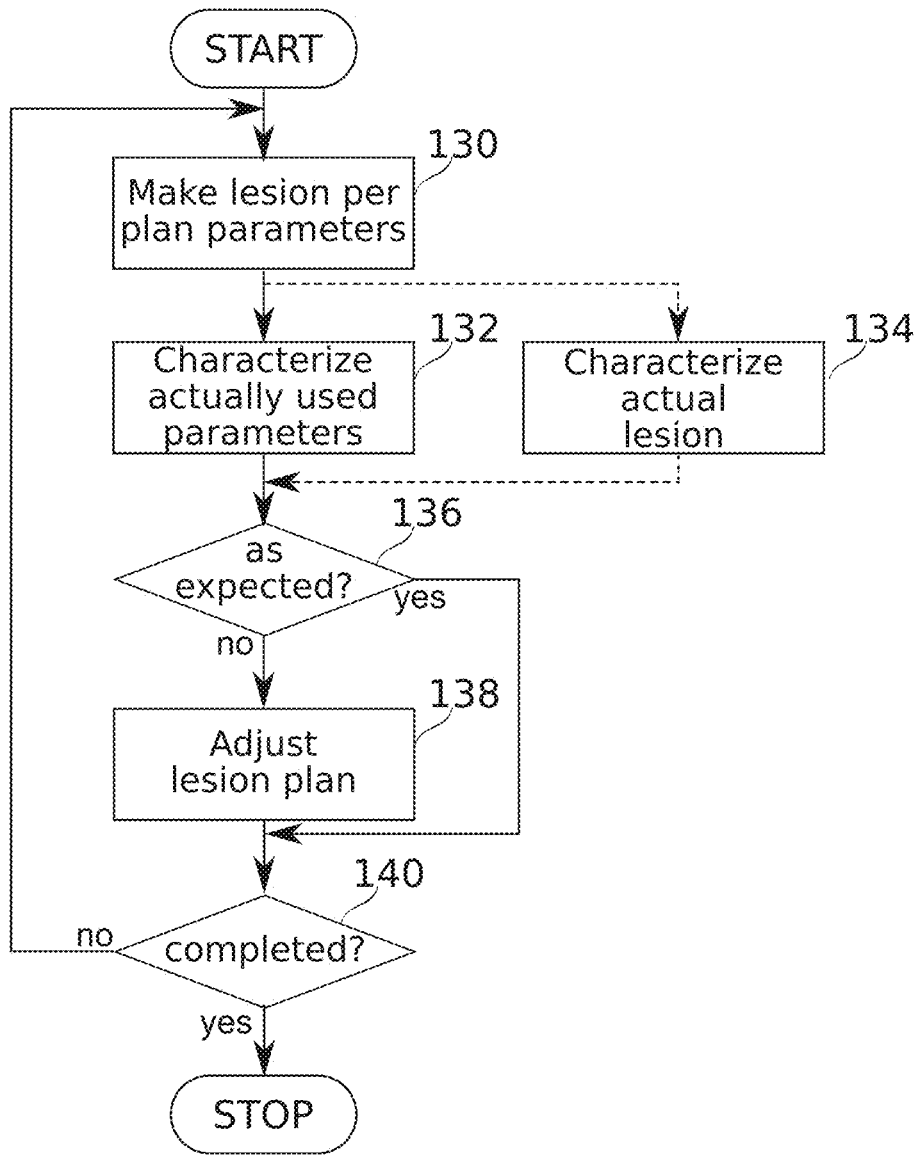 START
130
Make lesion per
plan parameters
132
134
Characterize
actually used
parameters
Characterize
actual
lesion
136
as
expected?
yes
no
138
Adjust
lesion plan
140
no
completed?
yes
STOP